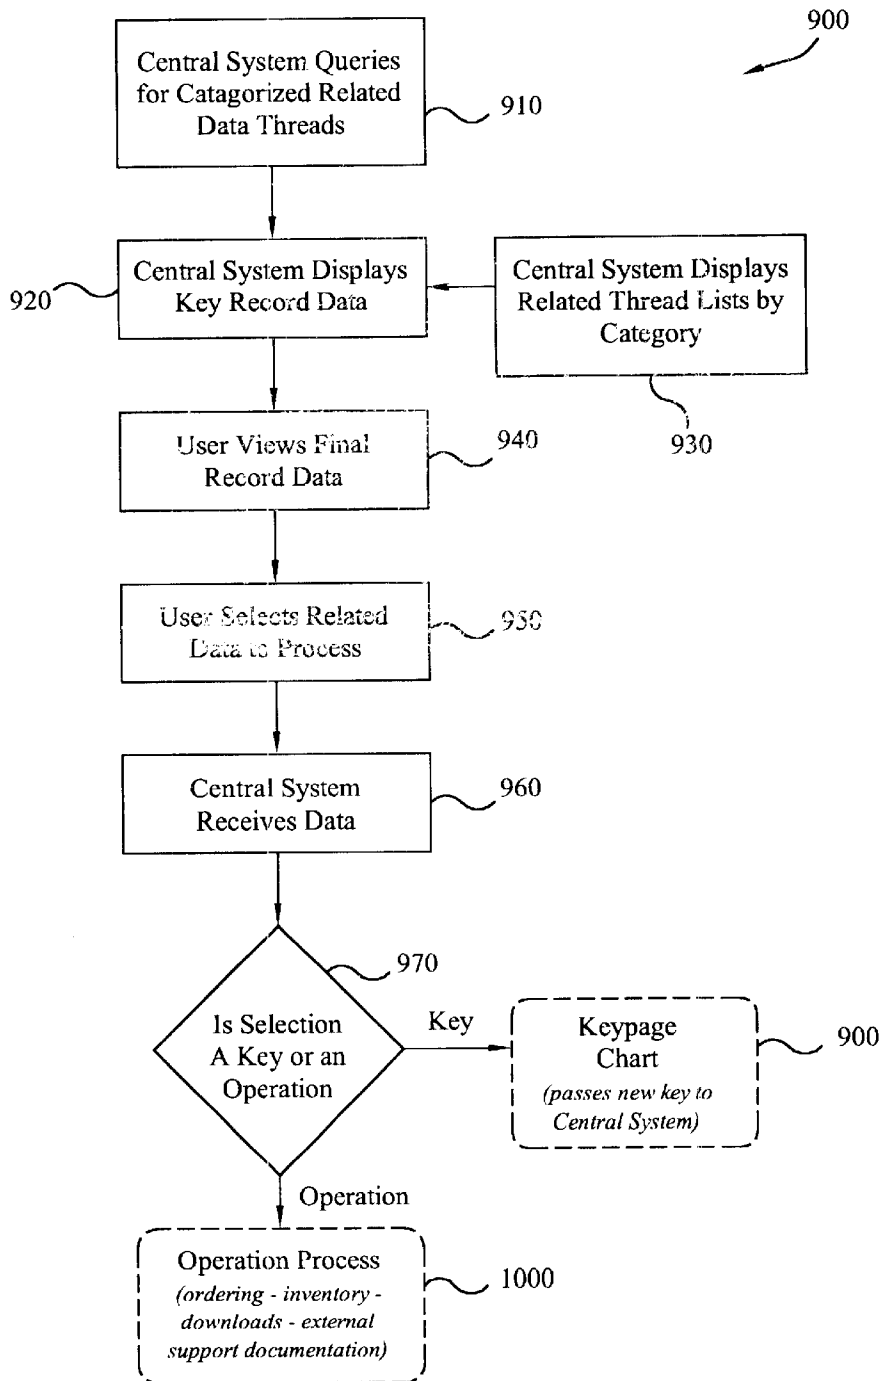 900
Central System Queries
for Catagorized Related
Data Threads
910
Central System Displays
Key Record Data
920
Central System Displays
Related Thread Lists by
Category
930
User Views Final
Record Data
940
User Selects Related
Data to Process
950
Central System
Receives Data
960
970
Is Selection
A Key or an
Operation
Key
Keypage
Chart
(passes new key to
Central System)
900
Operation
Operation Process
(ordering - inventory -
downloads - external
support documentation)
1000